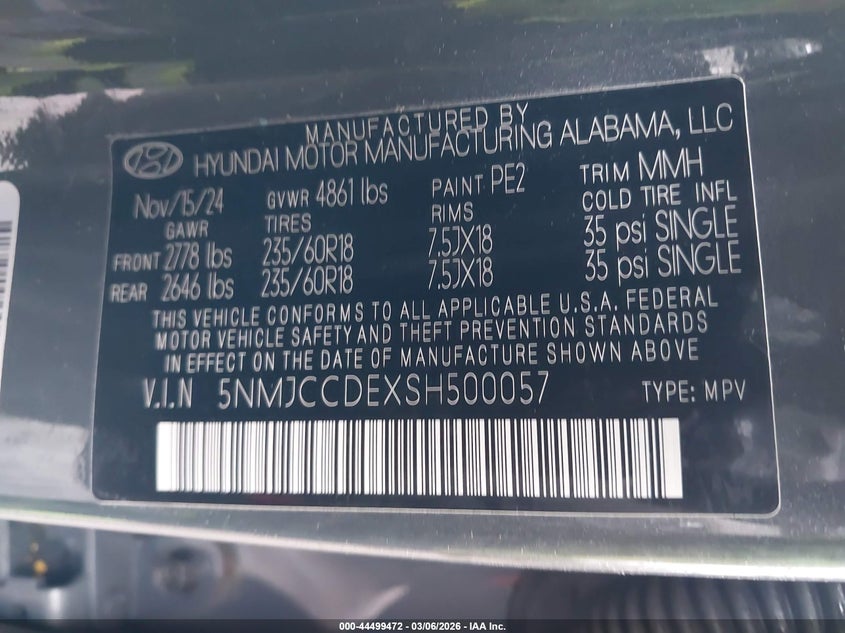 MANUFACTURED BY
HYUNDAI MOTOR MANUFACTURING ALABAMA, LLC
Nov/15/24 GVWR 4861 lbs PAINT PE2 TRIM MMH
GAWR TIRES RIMS COLD TIRE INFL
FRONT 2778 lbs 235/60R18 7.5JX18 35 psi SINGLE
REAR 2646 lbs 235/60R18 7.5JX18 35 psi SINGLE
THIS VEHICLE CONFORMS TO ALL APPLICABLE U.S.A. FEDERAL
MOTOR VEHICLE SAFETY AND THEFT PREVENTION STANDARDS
IN EFFECT ON THE DATE OF MANUFACTURE SHOWN ABOVE
V.I.N 5NMJCCDEXSH500057 TYPE: MPV
000-44499472 — 03/06/2026 — IAA Inc.